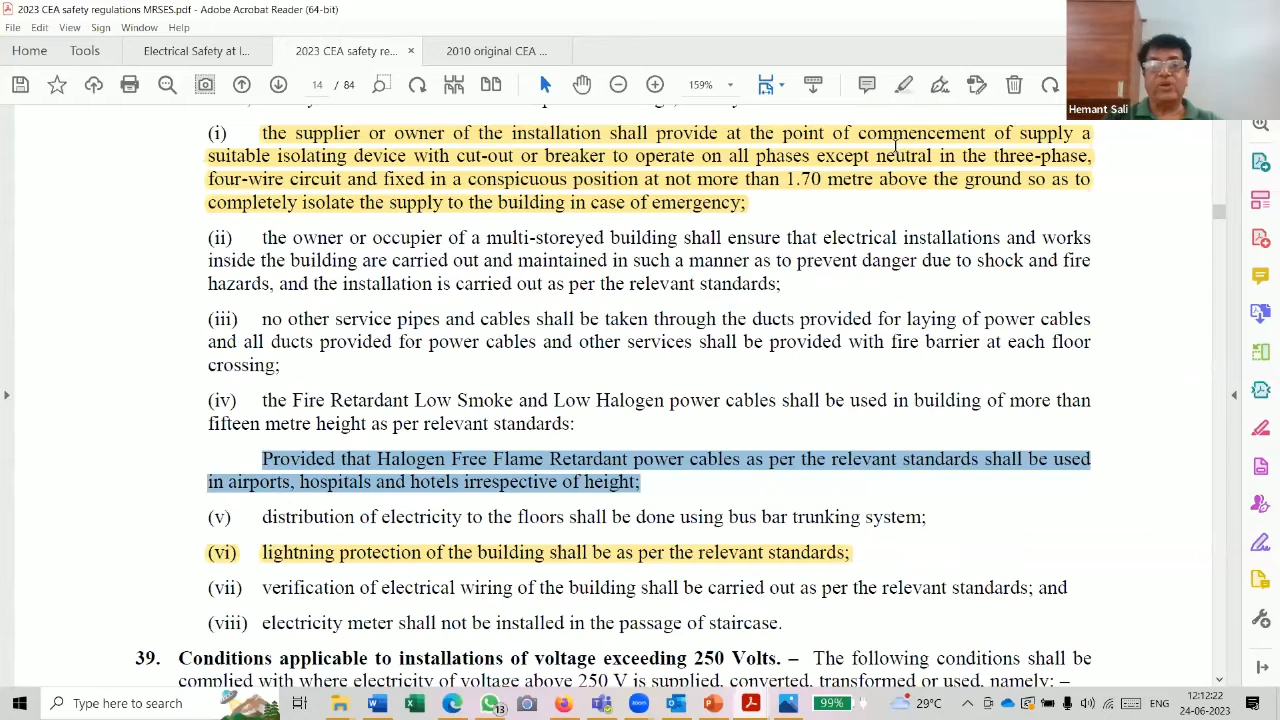 2023 CEA safety regulations MRSES.pdf - Adobe Acrobat Reader (64-bit)
File Edit View Sign Window Help
Home Tools Electrical Safety at I... 2023 CEA safety re... × 2010 original CEA ...
14 / 84 159%
Hemant Sali
(i) the supplier or owner of the installation shall provide at the point of commencement of supply a
suitable isolating device with cut-out or breaker to operate on all phases except neutral in the three-phase,
four-wire circuit and fixed in a conspicuous position at not more than 1.70 metre above the ground so as to
completely isolate the supply to the building in case of emergency;
(ii) the owner or occupier of a multi-storeyed building shall ensure that electrical installations and works
inside the building are carried out and maintained in such a manner as to prevent danger due to shock and fire
hazards, and the installation is carried out as per the relevant standards;
(iii) no other service pipes and cables shall be taken through the ducts provided for laying of power cables
and all ducts provided for power cables and other services shall be provided with fire barrier at each floor
crossing;
(iv) the Fire Retardant Low Smoke and Low Halogen power cables shall be used in building of more than
fifteen metre height as per relevant standards:
Provided that Halogen Free Flame Retardant power cables as per the relevant standards shall be used
in airports, hospitals and hotels irrespective of height;
(v) distribution of electricity to the floors shall be done using bus bar trunking system;
(vi) lightning protection of the building shall be as per the relevant standards;
(vii) verification of electrical wiring of the building shall be carried out as per the relevant standards; and
(viii) electricity meter shall not be installed in the passage of staircase.
39. Conditions applicable to installations of voltage exceeding 250 Volts. – The following conditions shall be
complied with where electricity of voltage above 250 V is supplied, converted, transformed or used, namely: –
Type here to search 13 99% 29°C ENG 12:12:22
24-06-2023